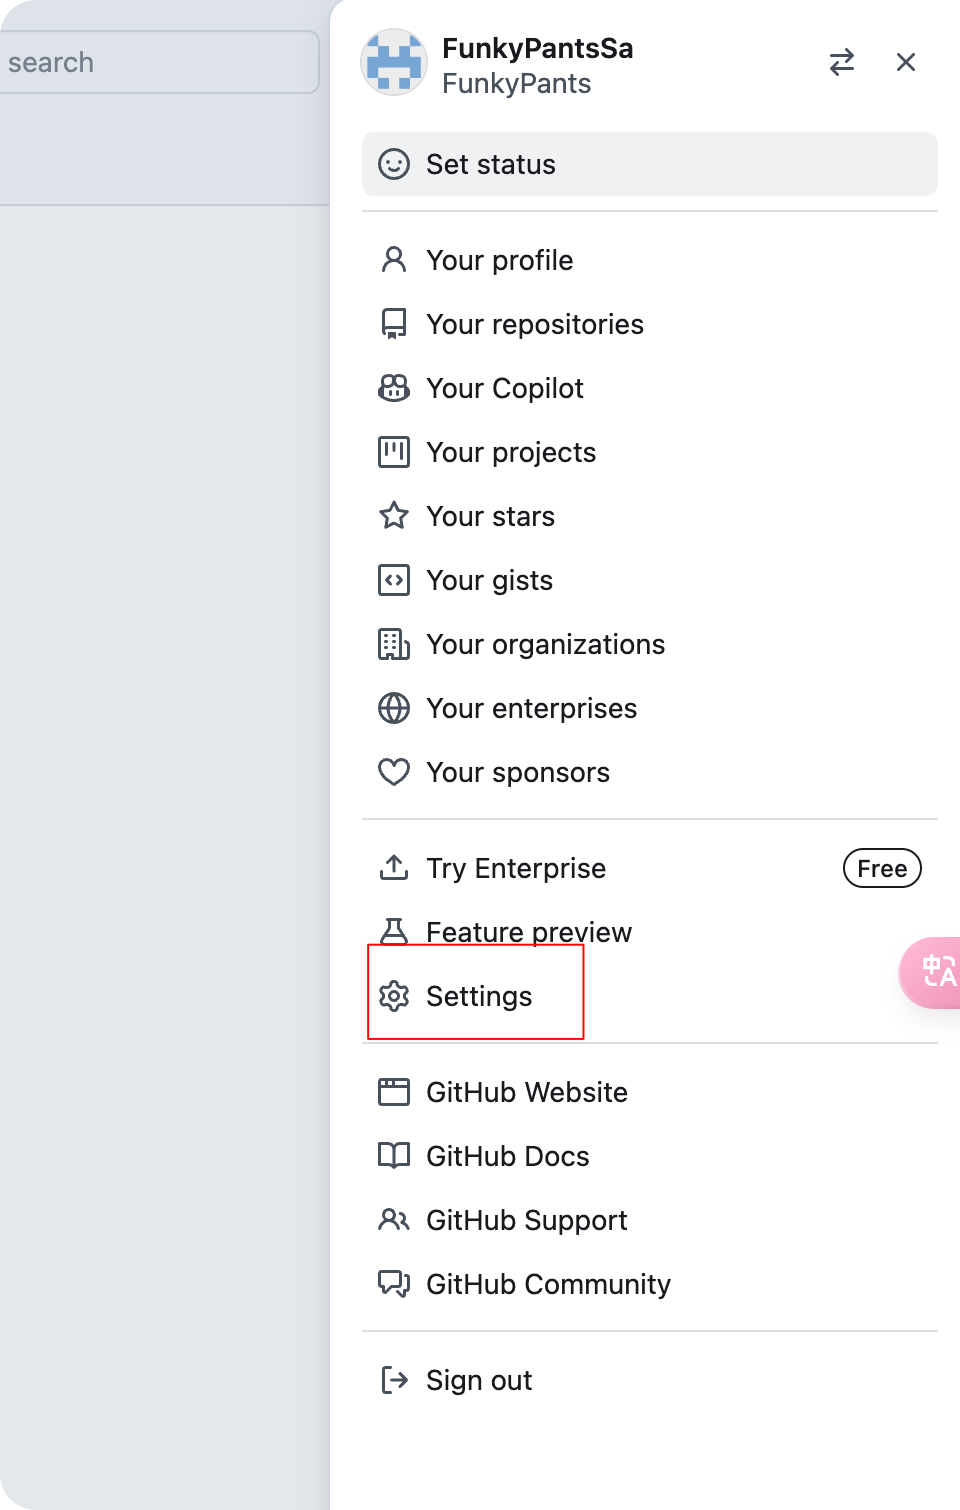 search
FunkyPantsSa
FunkyPants
Set status
Your profile
Your repositories
Your Copilot
Your projects
Your stars
Your gists
Your organizations
Your enterprises
Your sponsors
Try Enterprise
Free
Feature preview
Settings
中A
GitHub Website
GitHub Docs
GitHub Support
GitHub Community
Sign out